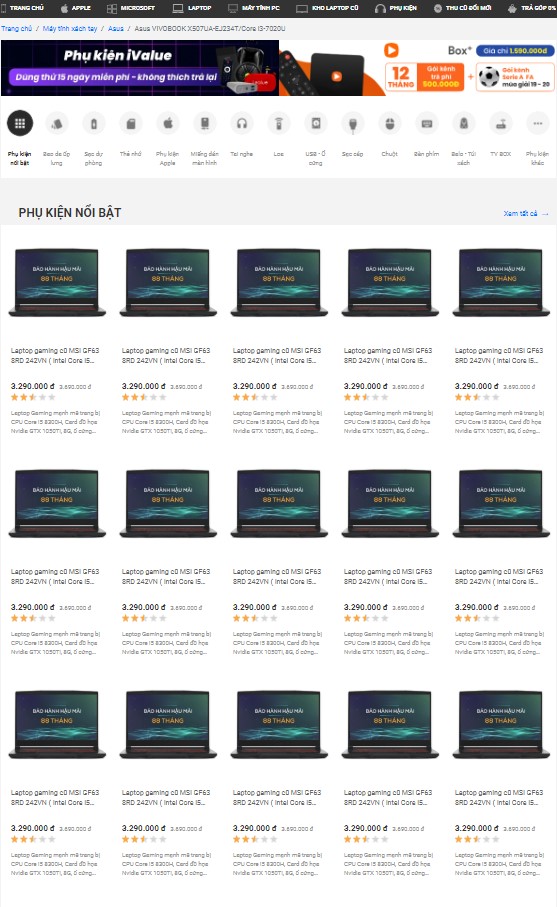 TRANG CHỦ APPLE MICROSOFT LAPTOP MÁY TÍNH PC KHO LAPTOP CŨ PHỤ KIỆN THU CŨ ĐỔI MỚI TRẢ GÓP 0%
Trang chủ / Máy tính xách tay / Asus / Asus VIVOBOOK X507UA-EJ234T/Core i3-7020U
Phụ kiện iValue
Dùng thử 15 ngày miễn phí - không thích trả lại
Box+ Giá chỉ 1.590.000đ
12 THÁNG
Gói kênh trả phí 500.000Đ
+
Gói kênh Serie A FA mùa giải 19 - 20
Phụ kiện nổi bật
Bao da ốp lưng
Sạc dự phòng
Thẻ nhớ
Phụ kiện Apple
Miếng dán màn hình
Tai nghe
Loa
USB - Ổ cứng
Sạc cáp
Chuột
Bàn phím
Balo - Túi xách
TV BOX
Phụ kiện khác
PHỤ KIỆN NỔI BẬT
Xem tất cả →
BẢO HÀNH HẬU MÃI BẢO HÀNH HẬU MÃI BẢO HÀNH HẬU MÃI BẢO HÀNH HẬU MÃI BẢO HÀNH HẬU MÃI
88 THÁNG 88 THÁNG 88 THÁNG 88 THÁNG 88 THÁNG
Laptop gaming cũ MSI GF63 Laptop gaming cũ MSI GF63 Laptop gaming cũ MSI GF63 Laptop gaming cũ MSI GF63 Laptop gaming cũ MSI GF63
8RD 242VN ( Intel Core i5... 8RD 242VN ( Intel Core i5... 8RD 242VN ( Intel Core i5... 8RD 242VN ( Intel Core i5... 8RD 242VN ( Intel Core i5...
3.290.000 đ 3.690.000 đ 3.290.000 đ 3.690.000 đ 3.290.000 đ 3.690.000 đ 3.290.000 đ 3.690.000 đ 3.290.000 đ 3.690.000 đ
Laptop Gaming mạnh mẽ trang bị Laptop Gaming mạnh mẽ trang bị Laptop Gaming mạnh mẽ trang bị Laptop Gaming mạnh mẽ trang bị Laptop Gaming mạnh mẽ trang bị
CPU Core i5 8300H, Card đồ họa CPU Core i5 8300H, Card đồ họa CPU Core i5 8300H, Card đồ họa CPU Core i5 8300H, Card đồ họa CPU Core i5 8300H, Card đồ họa
Nvidia GTX 1050Ti, 8G, ổ cứng... Nvidia GTX 1050Ti, 8G, ổ cứng... Nvidia GTX 1050Ti, 8G, ổ cứng... Nvidia GTX 1050Ti, 8G, ổ cứng... Nvidia GTX 1050Ti, 8G, ổ cứng...
BẢO HÀNH HẬU MÃI BẢO HÀNH HẬU MÃI BẢO HÀNH HẬU MÃI BẢO HÀNH HẬU MÃI BẢO HÀNH HẬU MÃI
88 THÁNG 88 THÁNG 88 THÁNG 88 THÁNG 88 THÁNG
Laptop gaming cũ MSI GF63 Laptop gaming cũ MSI GF63 Laptop gaming cũ MSI GF63 Laptop gaming cũ MSI GF63 Laptop gaming cũ MSI GF63
8RD 242VN ( Intel Core i5... 8RD 242VN ( Intel Core i5... 8RD 242VN ( Intel Core i5... 8RD 242VN ( Intel Core i5... 8RD 242VN ( Intel Core i5...
3.290.000 đ 3.690.000 đ 3.290.000 đ 3.690.000 đ 3.290.000 đ 3.690.000 đ 3.290.000 đ 3.690.000 đ 3.290.000 đ 3.690.000 đ
Laptop Gaming mạnh mẽ trang bị Laptop Gaming mạnh mẽ trang bị Laptop Gaming mạnh mẽ trang bị Laptop Gaming mạnh mẽ trang bị Laptop Gaming mạnh mẽ trang bị
CPU Core i5 8300H, Card đồ họa CPU Core i5 8300H, Card đồ họa CPU Core i5 8300H, Card đồ họa CPU Core i5 8300H, Card đồ họa CPU Core i5 8300H, Card đồ họa
Nvidia GTX 1050Ti, 8G, ổ cứng... Nvidia GTX 1050Ti, 8G, ổ cứng... Nvidia GTX 1050Ti, 8G, ổ cứng... Nvidia GTX 1050Ti, 8G, ổ cứng... Nvidia GTX 1050Ti, 8G, ổ cứng...
BẢO HÀNH HẬU MÃI BẢO HÀNH HẬU MÃI BẢO HÀNH HẬU MÃI BẢO HÀNH HẬU MÃI BẢO HÀNH HẬU MÃI
88 THÁNG 88 THÁNG 88 THÁNG 88 THÁNG 88 THÁNG
Laptop gaming cũ MSI GF63 Laptop gaming cũ MSI GF63 Laptop gaming cũ MSI GF63 Laptop gaming cũ MSI GF63 Laptop gaming cũ MSI GF63
8RD 242VN ( Intel Core i5... 8RD 242VN ( Intel Core i5... 8RD 242VN ( Intel Core i5... 8RD 242VN ( Intel Core i5... 8RD 242VN ( Intel Core i5...
3.290.000 đ 3.690.000 đ 3.290.000 đ 3.690.000 đ 3.290.000 đ 3.690.000 đ 3.290.000 đ 3.690.000 đ 3.290.000 đ 3.690.000 đ
Laptop Gaming mạnh mẽ trang bị Laptop Gaming mạnh mẽ trang bị Laptop Gaming mạnh mẽ trang bị Laptop Gaming mạnh mẽ trang bị Laptop Gaming mạnh mẽ trang bị
CPU Core i5 8300H, Card đồ họa CPU Core i5 8300H, Card đồ họa CPU Core i5 8300H, Card đồ họa CPU Core i5 8300H, Card đồ họa CPU Core i5 8300H, Card đồ họa
Nvidia GTX 1050Ti, 8G, ổ cứng... Nvidia GTX 1050Ti, 8G, ổ cứng... Nvidia GTX 1050Ti, 8G, ổ cứng... Nvidia GTX 1050Ti, 8G, ổ cứng... Nvidia GTX 1050Ti, 8G, ổ cứng...